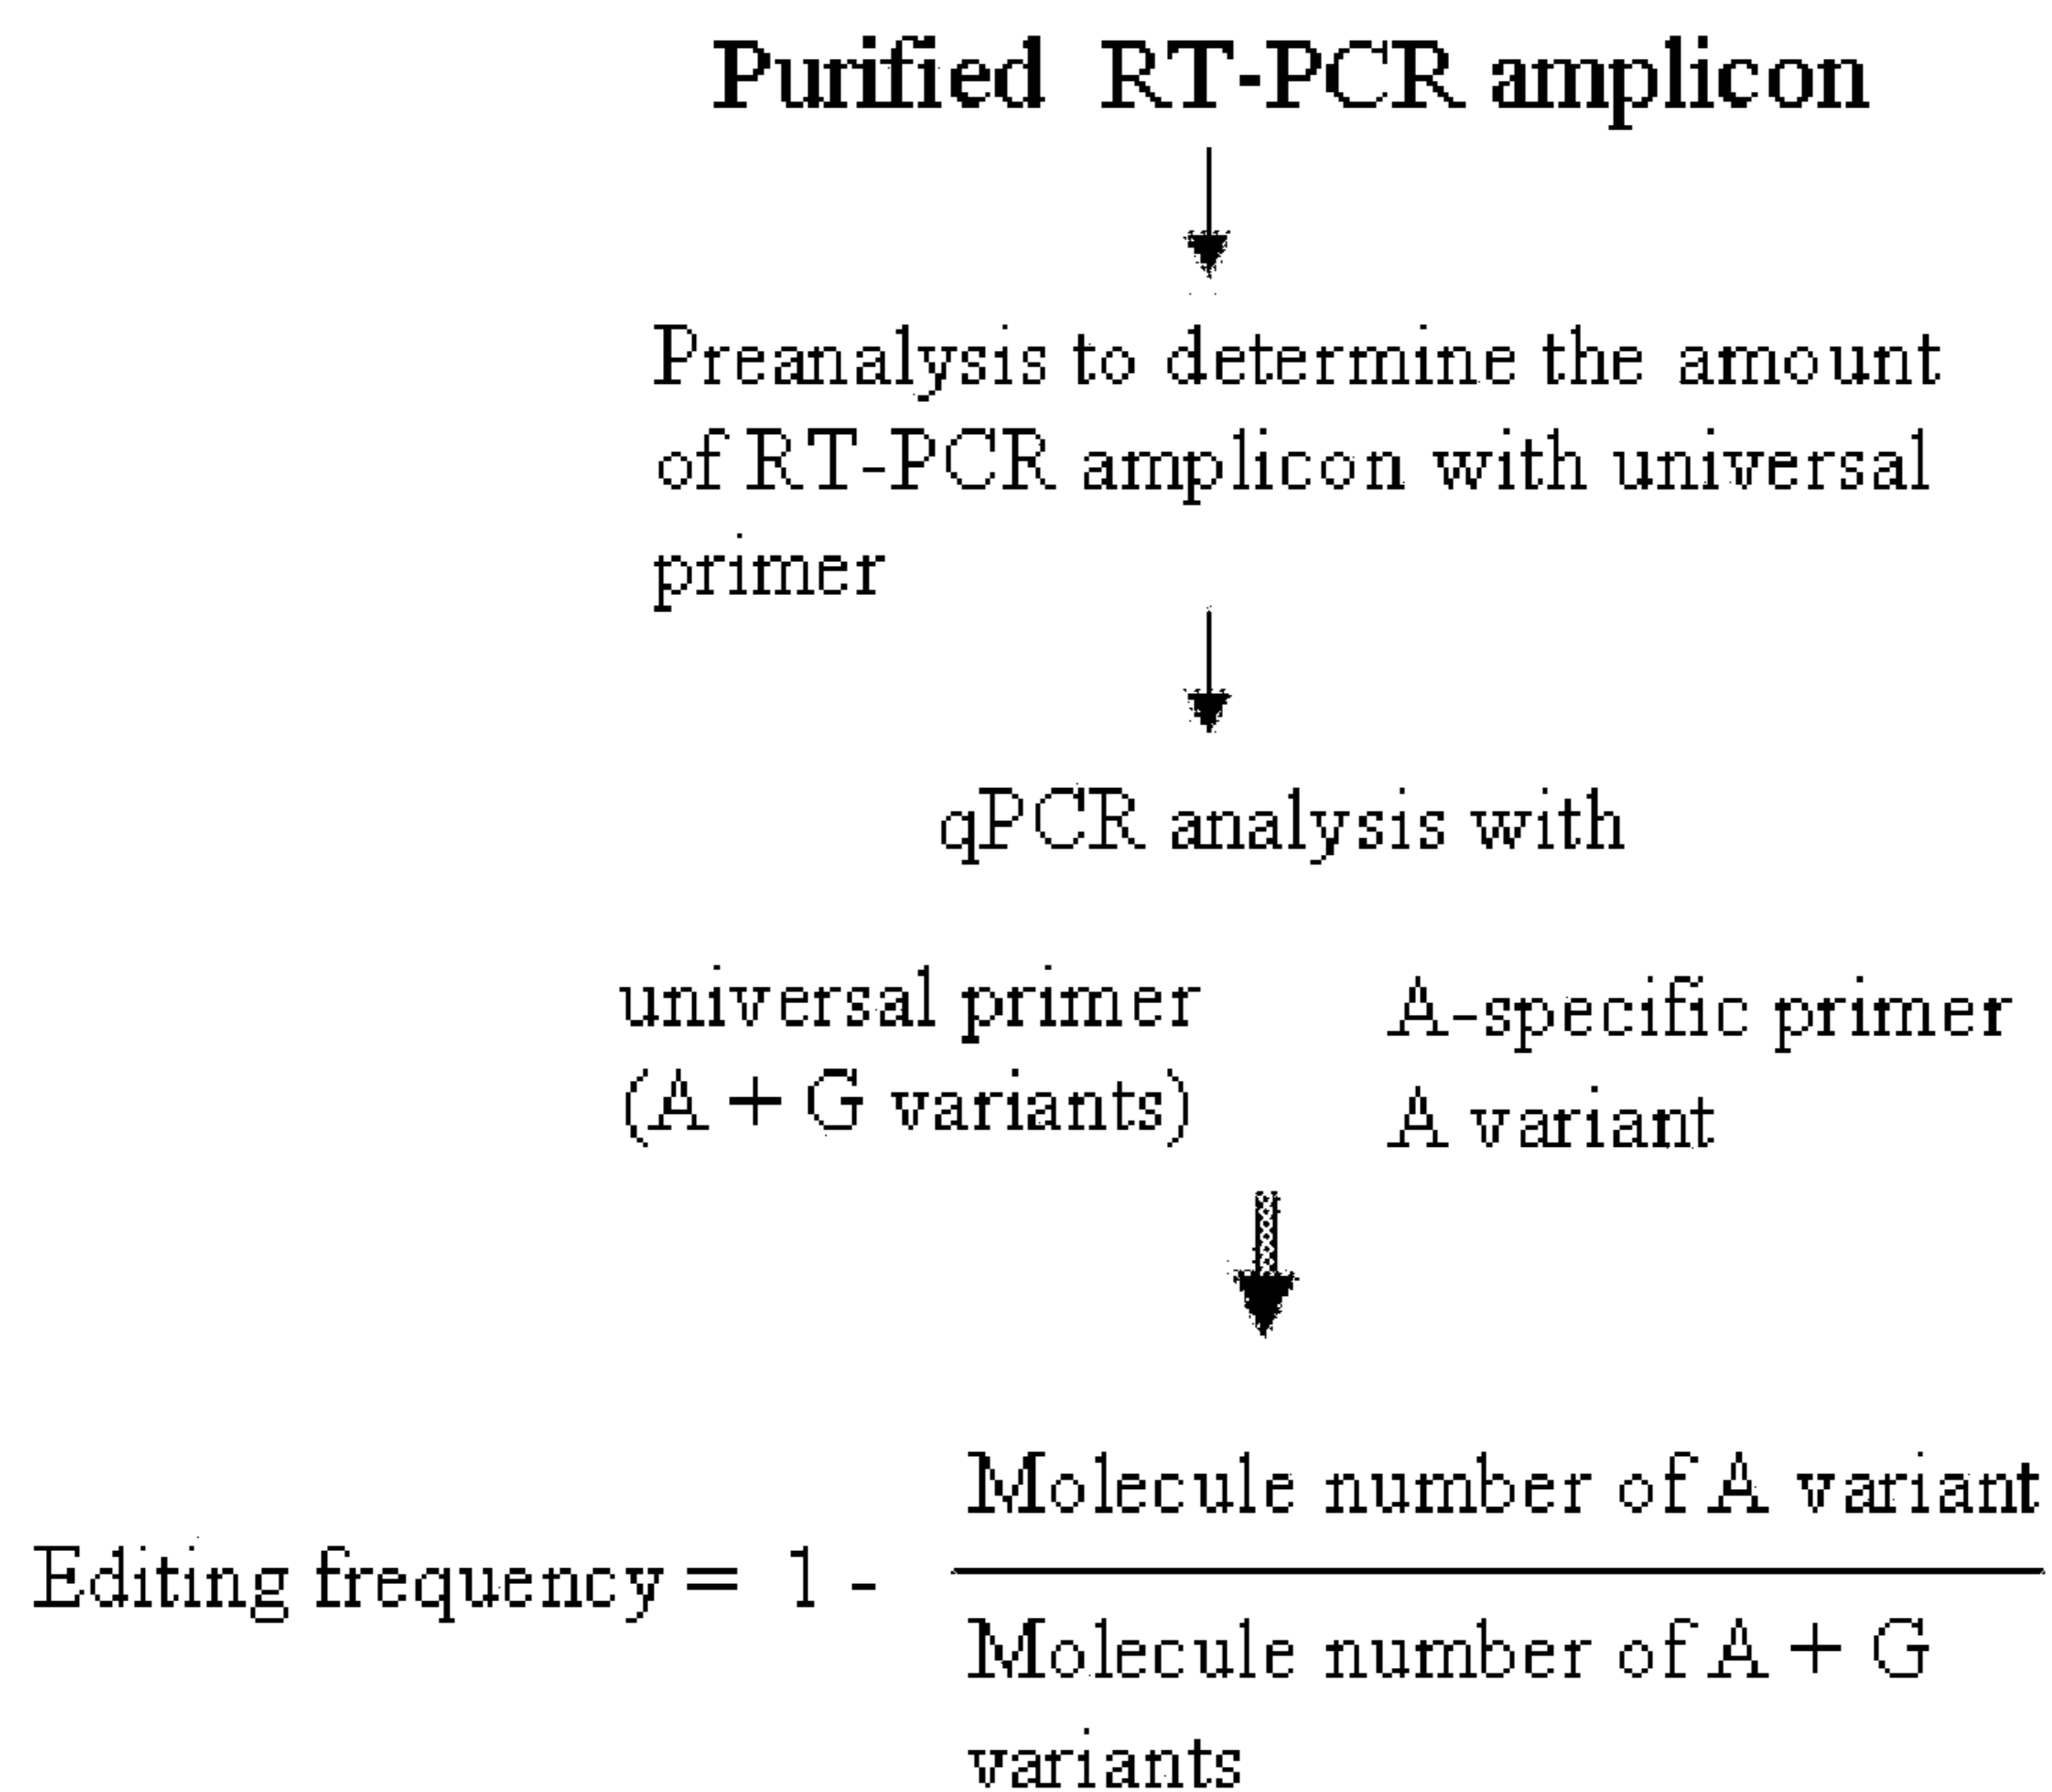 Purified RT-PCR amplicon
Preanalysis to determine the amount
of RT-PCR amplicon with universal
primer
qPCR analysis with
universal primer
(A + G variants)
A-specific primer
A variant
Editing frequency = 1 -
Molecule number of A variant
Molecule number of A + G
variants